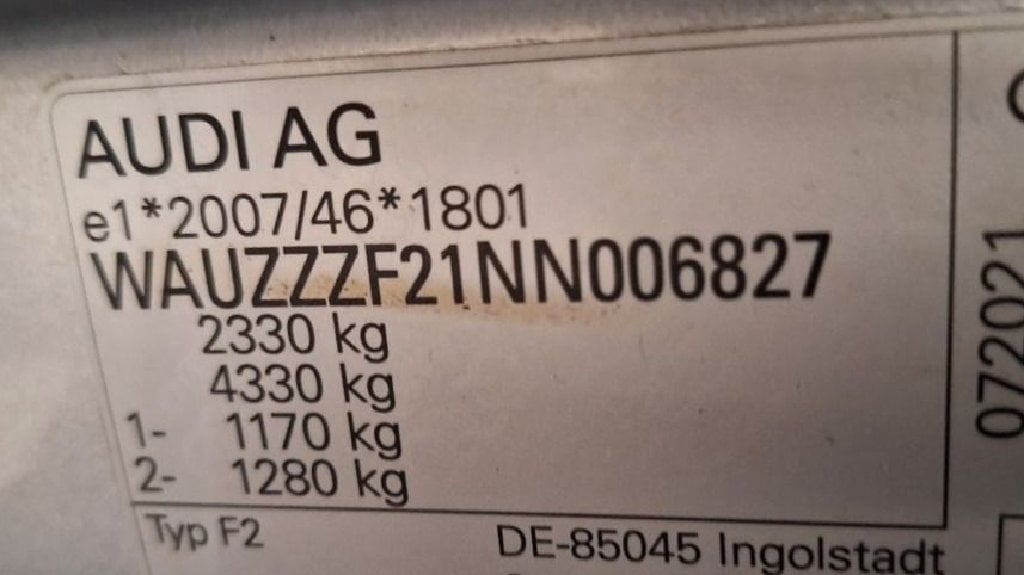 AUDI AG
e1*2007/46*1801
WAUZZZF21NN006827
2330 kg
4330 kg
1- 1170 kg
2- 1280 kg
Typ F2
DE-85045 Ingolstadt
072021